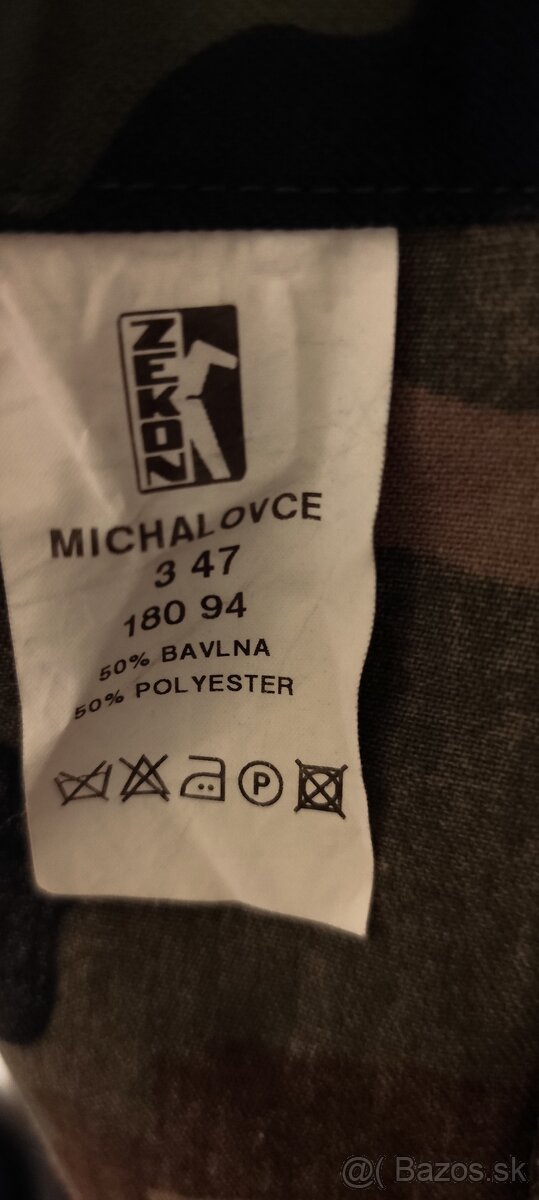 ZEKON
MICHALOVCE
3 47
180 94
50% BAVLNA
50% POLYESTER
P
@( Bazos.sk